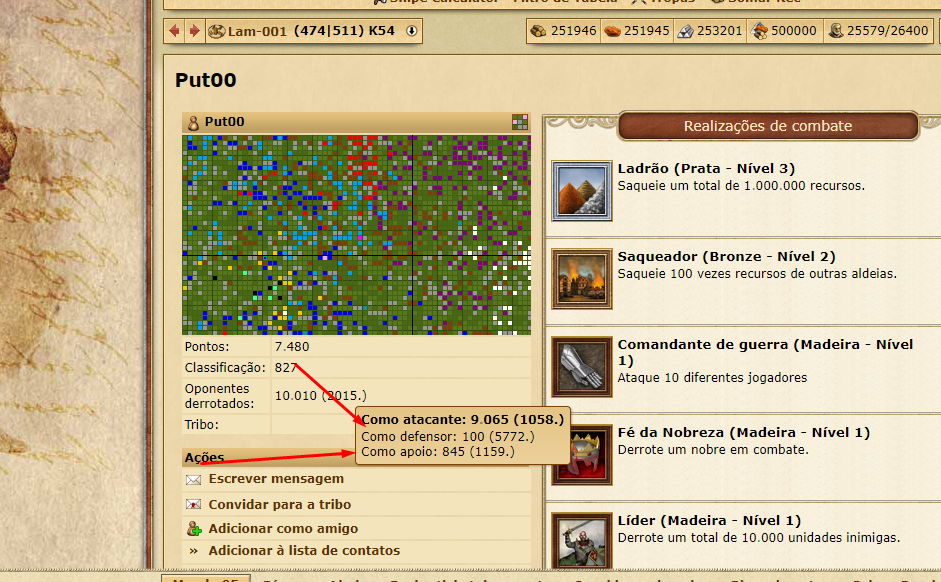 Lam-001 (474|511) K54
251946 251945 253201 500000 25579/26400
Put00
Put00
Pontos: 7.480
Classificação: 827
Oponentes
derrotados: 10.010 (2015.)
Tribo:
Como atacante: 9.065 (1058.)
Como defensor: 100 (5772.)
Como apoio: 845 (1159.)
Ações
Escrever mensagem
Convidar para a tribo
Adicionar como amigo
» Adicionar à lista de contatos
Realizações de combate
Ladrão (Prata - Nível 3)
Saqueie um total de 1.000.000 recursos.
Saqueador (Bronze - Nível 2)
Saqueie 100 vezes recursos de outras aldeias.
Comandante de guerra (Madeira - Nível
1)
Ataque 10 diferentes jogadores
Fé da Nobreza (Madeira - Nível 1)
Derrote um nobre em combate.
Líder (Madeira - Nível 1)
Derrote um total de 10.000 unidades inimigas.